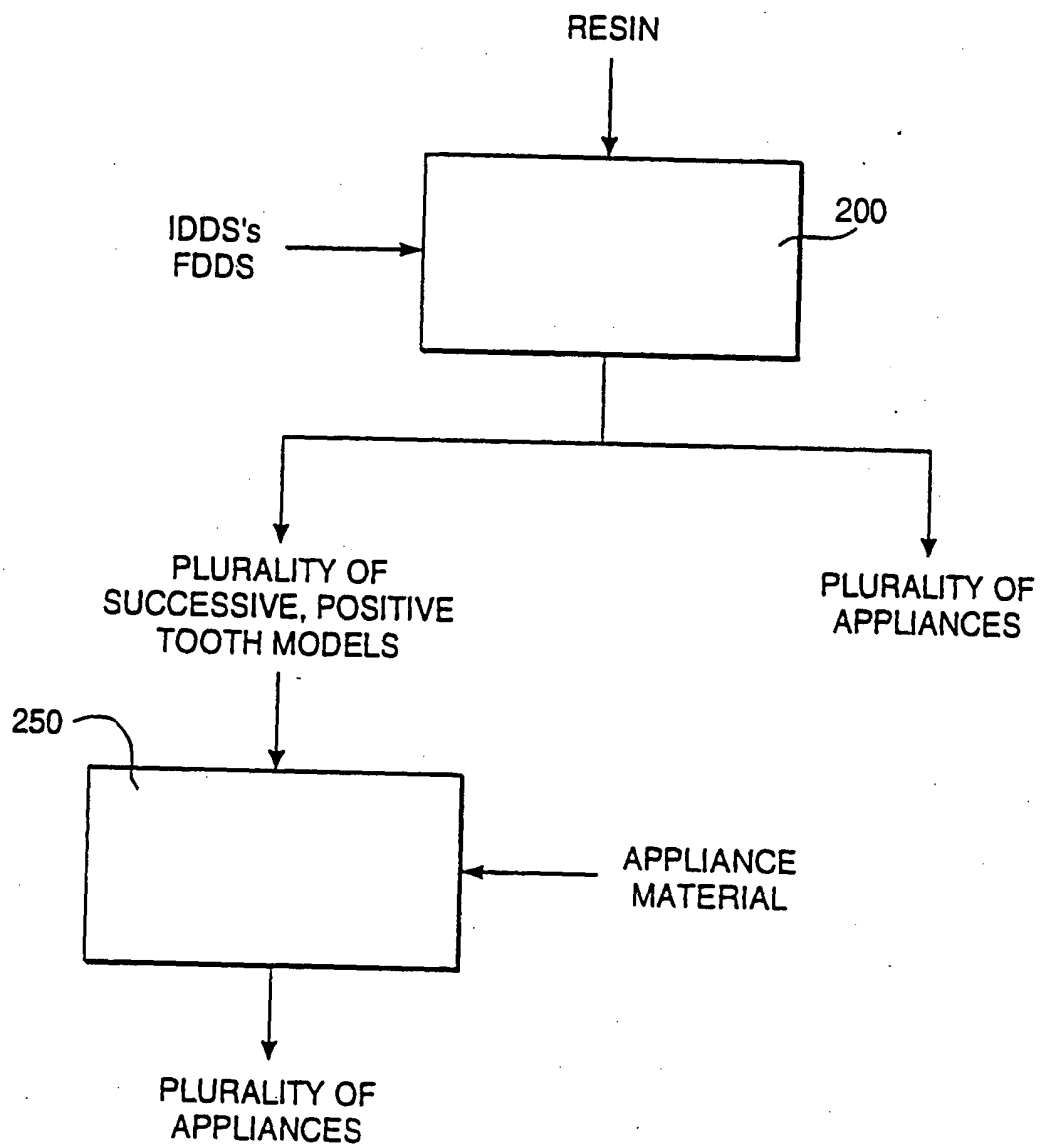 RESIN
IDDS's
FDDS
200
PLURALITY OF
SUCCESSIVE, POSITIVE
TOOTH MODELS
PLURALITY OF
APPLIANCES
250
APPLIANCE
MATERIAL
PLURALITY OF
APPLIANCES